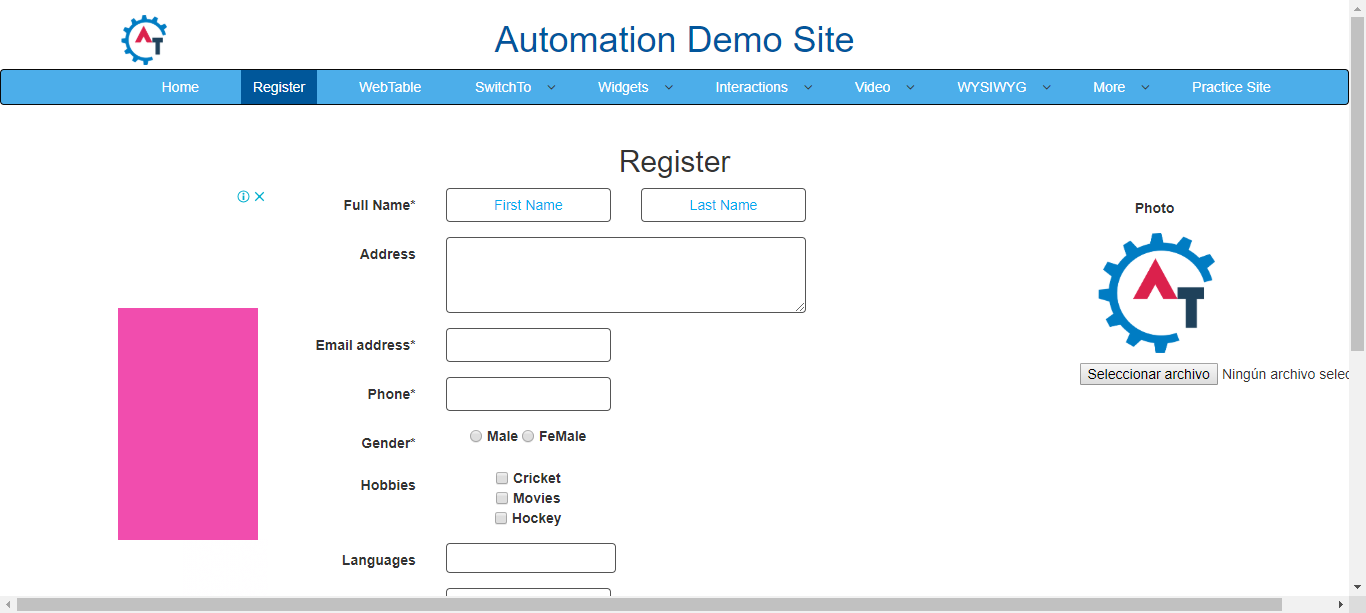 AT
Automation Demo Site
Home Register WebTable SwitchTo Widgets Interactions Video WYSIWYG More Practice Site
Register
Full Name* First Name Last Name
Photo
Address
AT
Email address*
Seleccionar archivo Ningún archivo selec
Phone*
Gender* Male FeMale
Hobbies Cricket
Movies
Hockey
Languages